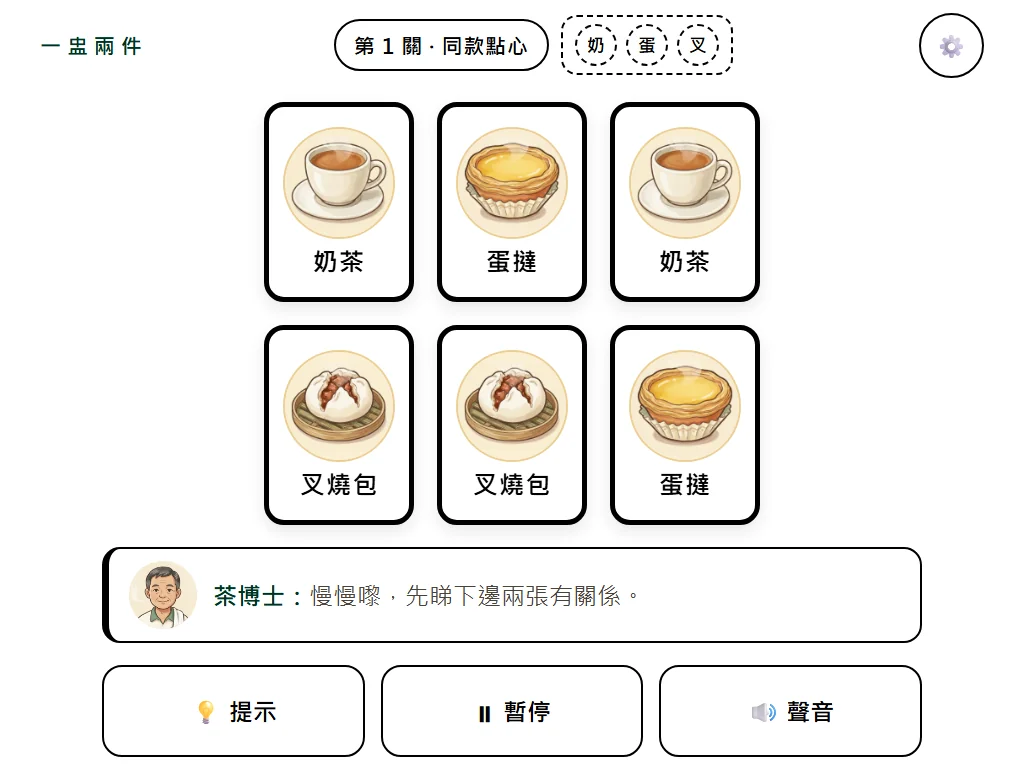 一盅兩件
第 1 關 · 同款點心
奶 蛋 叉
奶茶 蛋撻 奶茶
叉燒包 叉燒包 蛋撻
茶博士：慢慢嚟，先睇下邊兩張有關係。
提示 暫停 聲音